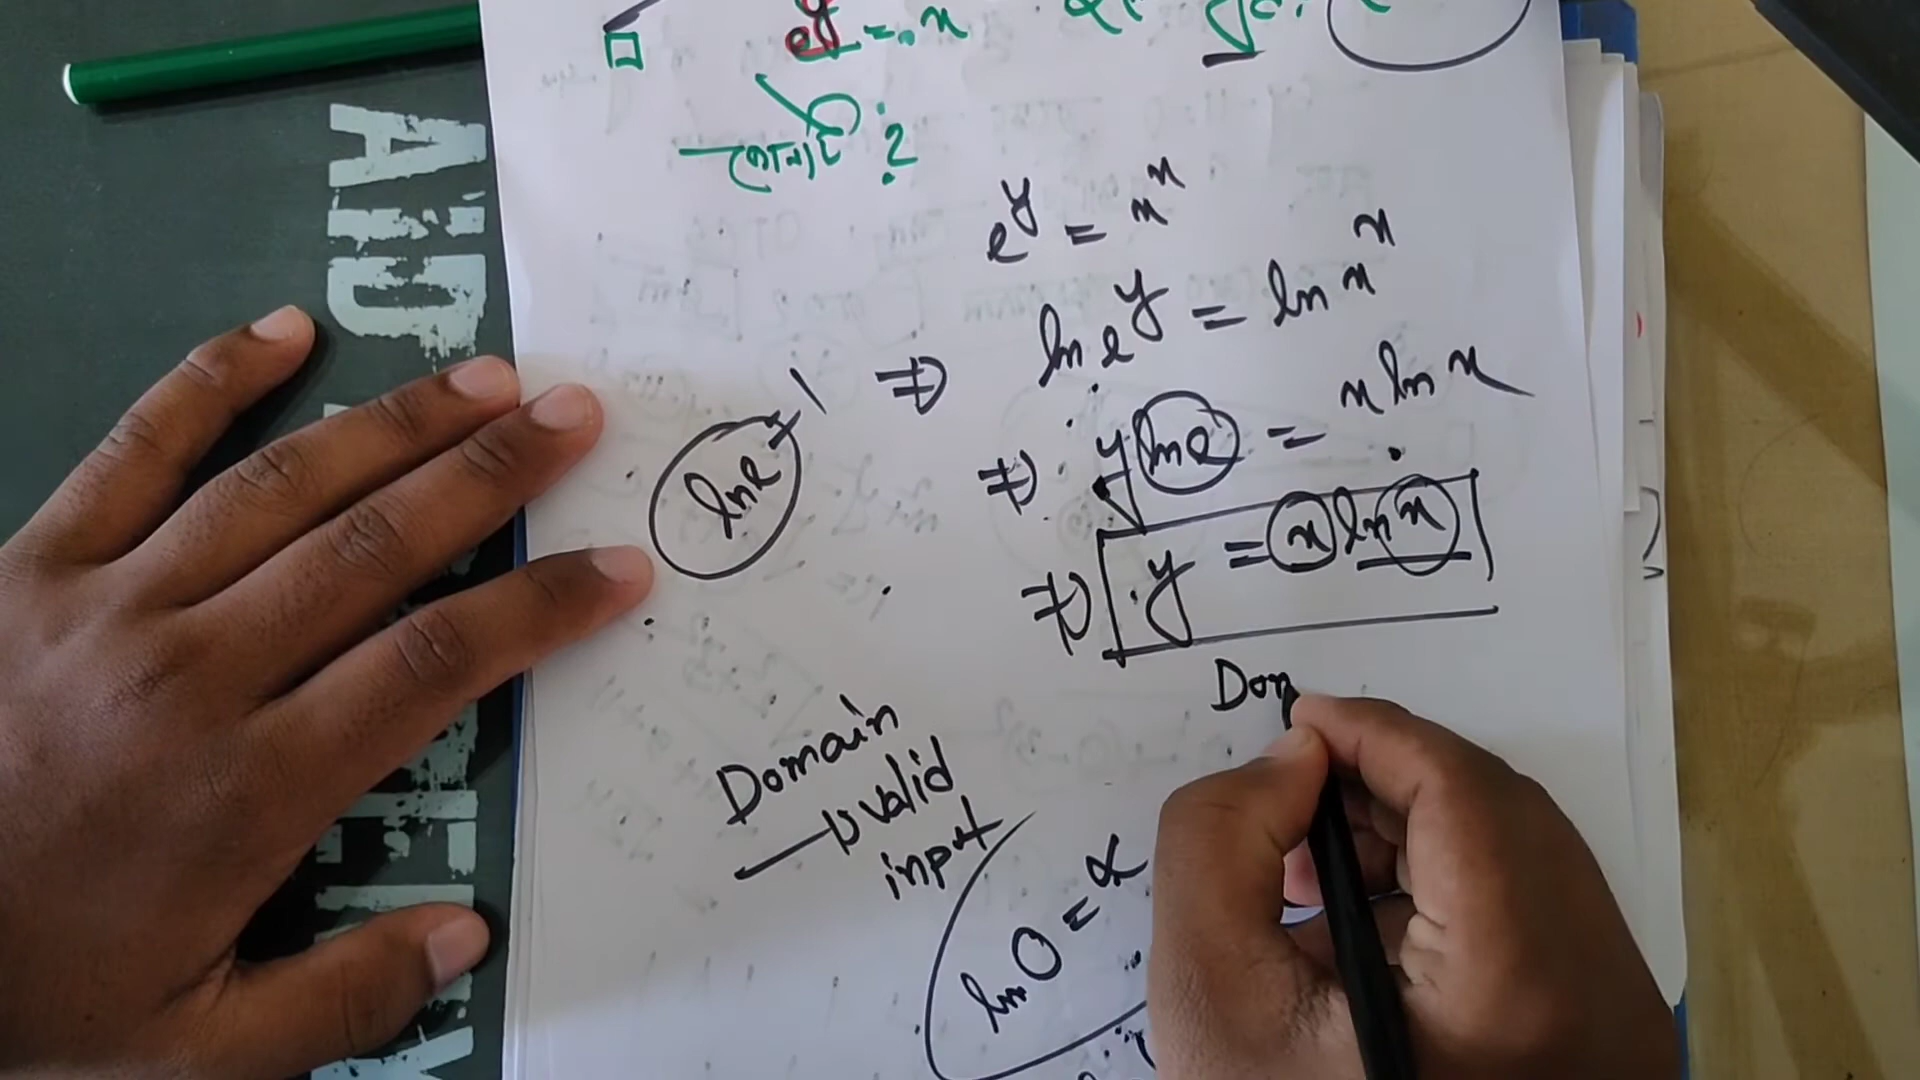 e^y = x
কোনটি ?
e^y = x^x
⇒ ln e^y = ln x^x
ln e = 1
⇒ y ln e = x ln x
⇒ y = x ln x
Dom
Domain
→ valid
input
ln 0 = ∝